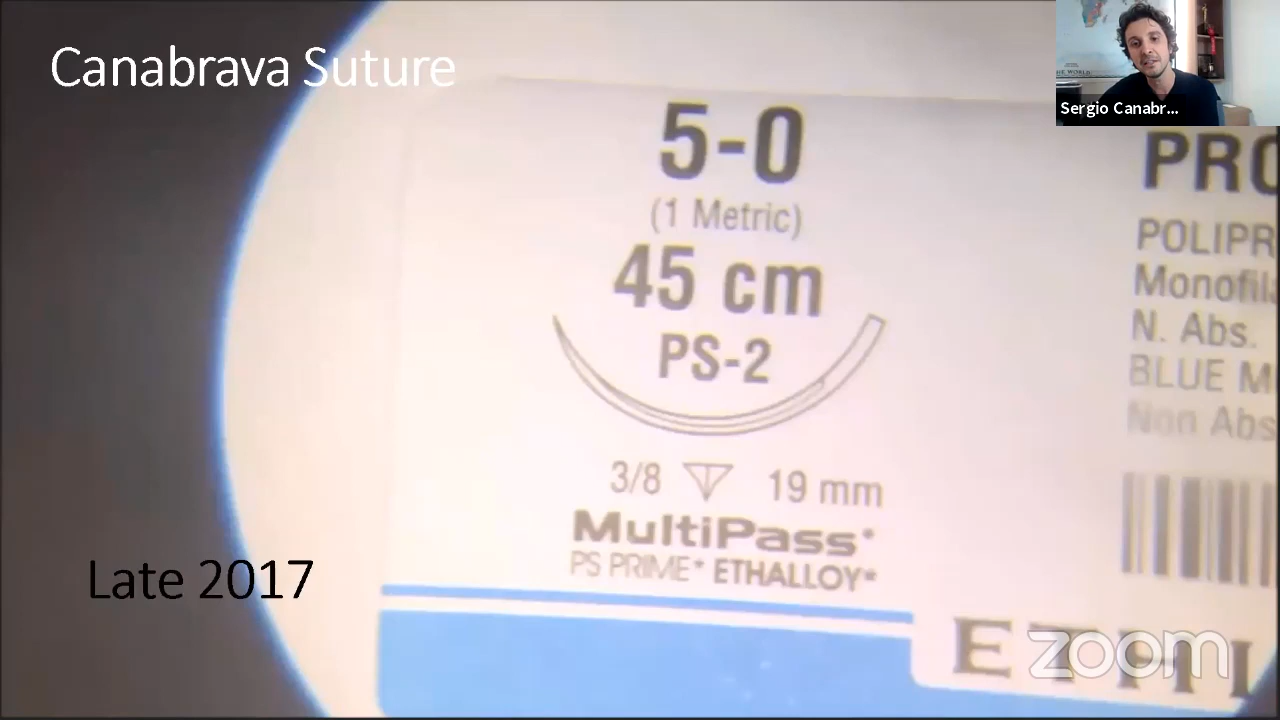 Canabrava Suture
Sergio Canabr...
5-0
(1 Metric)
45 cm
PS-2
3/8 19 mm
MultiPass*
PS PRIME* ETHALLOY*
PRO
POLIPR
Monofila
N. Abs.
BLUE M
Non Abs
ETHI
Late 2017
zoom